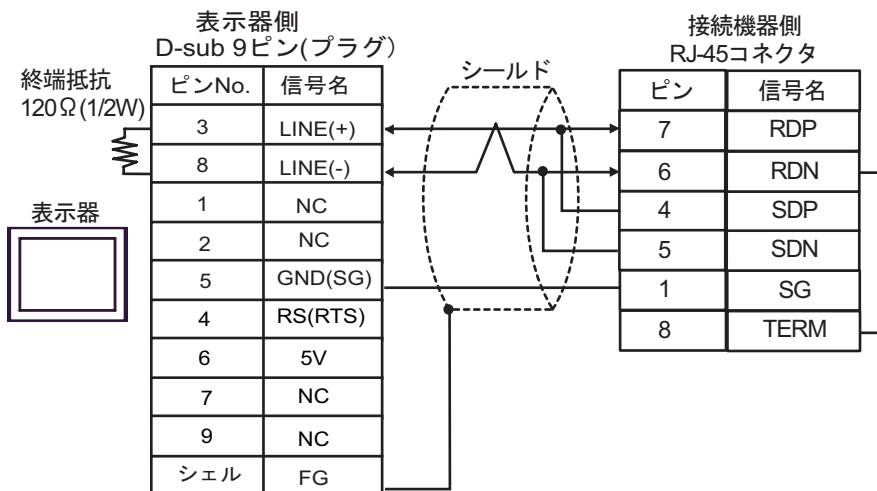 表示器側
D-sub 9ピン(プラグ)
終端抵抗
120Ω(1/2W)
表示器
ピンNo. 信号名
3 LINE(+)
8 LINE(-)
1 NC
2 NC
5 GND(SG)
4 RS(RTS)
6 5V
7 NC
9 NC
シェル FG
シールド
接続機器側
RJ-45コネクタ
ピン 信号名
7 RDP
6 RDN
4 SDP
5 SDN
1 SG
8 TERM